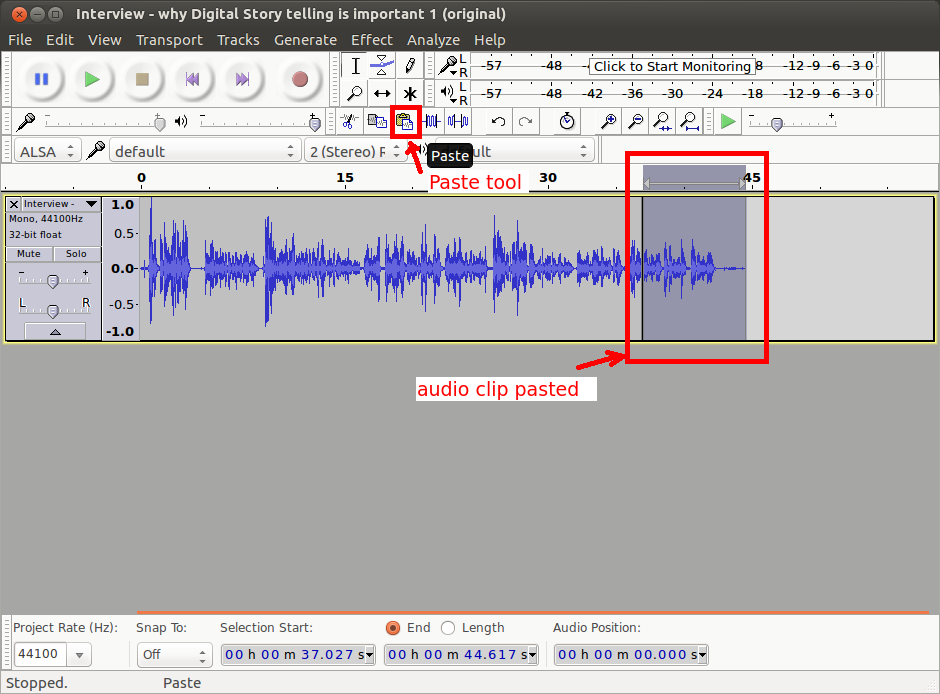 Interview - why Digital Story telling is important 1 (original)
File Edit View Transport Tracks Generate Effect Analyze Help
L
R
-57 -48 Click to Start Monitoring 8 -12 -9 -6 -3 0
L
R
-57 -48 -42 -36 -30 -24 -18 -12 -9 -6 -3 0
ALSA default 2 (Stereo) R ult
Paste
Paste tool
0 15 30 45
Interview -
Mono, 44100Hz
32-bit float
Mute Solo
- +
L R
1.0
0.5
0.0
-0.5
-1.0
audio clip pasted
Project Rate (Hz): Snap To: Selection Start: End Length Audio Position:
44100 Off 00 h 00 m 37.027 s 00 h 00 m 44.617 s 00 h 00 m 00.000 s
Stopped. Paste